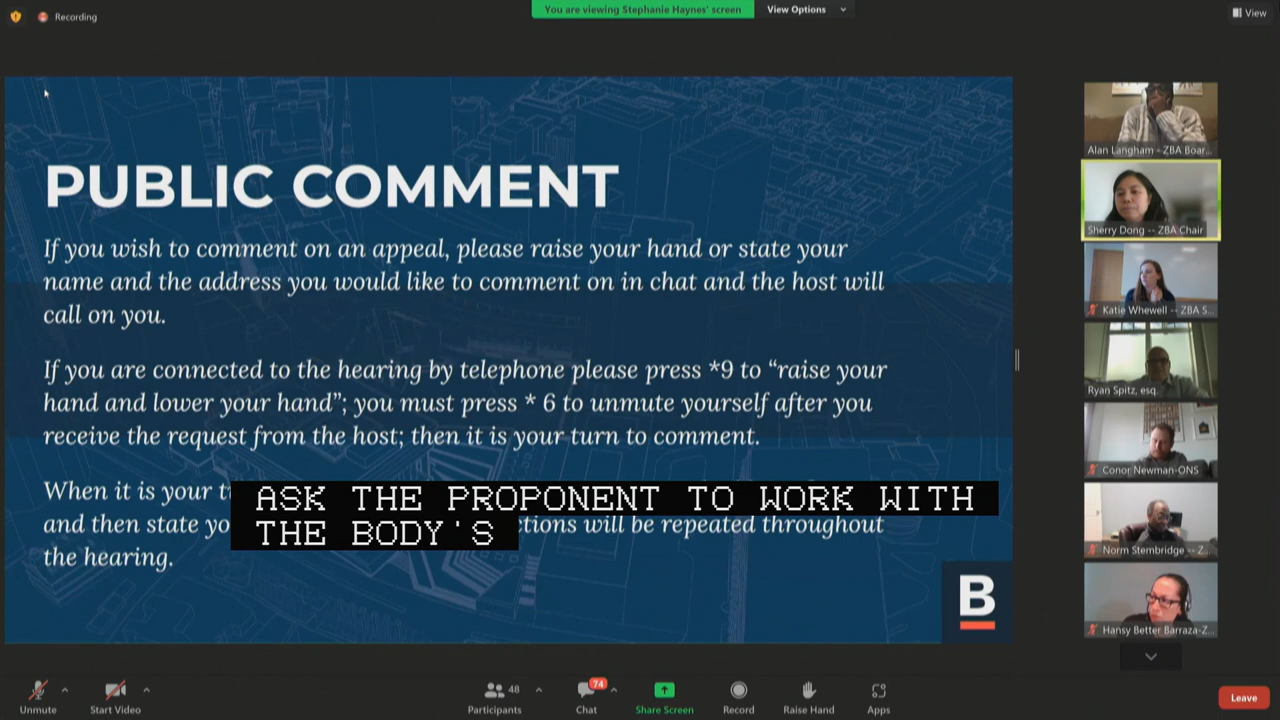 Recording
You are viewing Stephanie Haynes' screen
View Options
View
PUBLIC COMMENT
If you wish to comment on an appeal, please raise your hand or state your
name and the address you would like to comment on in chat and the host will
call on you.
If you are connected to the hearing by telephone please press *9 to “raise your
hand and lower your hand”; you must press * 6 to unmute yourself after you
receive the request from the host; then it is your turn to comment.
When it is your t
and then state yo
ctions will be repeated throughout
the hearing.
ASK THE PROPONENT TO WORK WITH
THE BODY'S
B
Alan Langham - ZBA Boar...
Sherry Dong -- ZBA Chair
Katie Whewell -- ZBA S...
Ryan Spitz, esq.
Conor Newman-ONS
Norm Stembridge -- Z...
Hansy Better Barraza-Z...
Unmute
Start Video
48
Participants
74
Chat
Share Screen
Record
Raise Hand
Apps
Leave